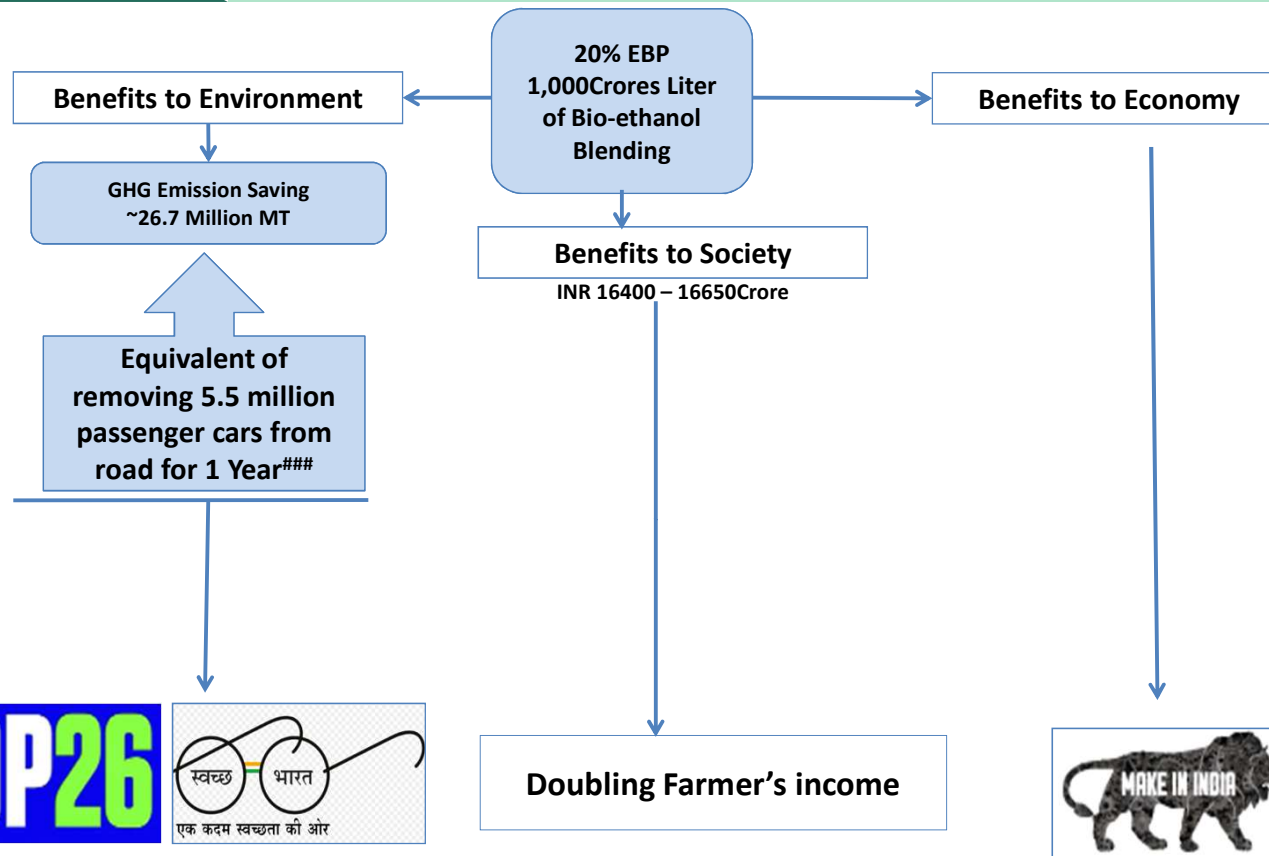 20% EBP
1,000Crores Liter
of Bio-ethanol
Blending
Benefits to Environment
Benefits to Economy
GHG Emission Saving
~26.7 Million MT
Benefits to Society
INR 16400 – 16650Crore
Equivalent of
removing 5.5 million
passenger cars from
road for 1 Year###
P26
स्वच्छ भारत
एक कदम स्वच्छता की ओर
Doubling Farmer's income
MAKE IN INDIA